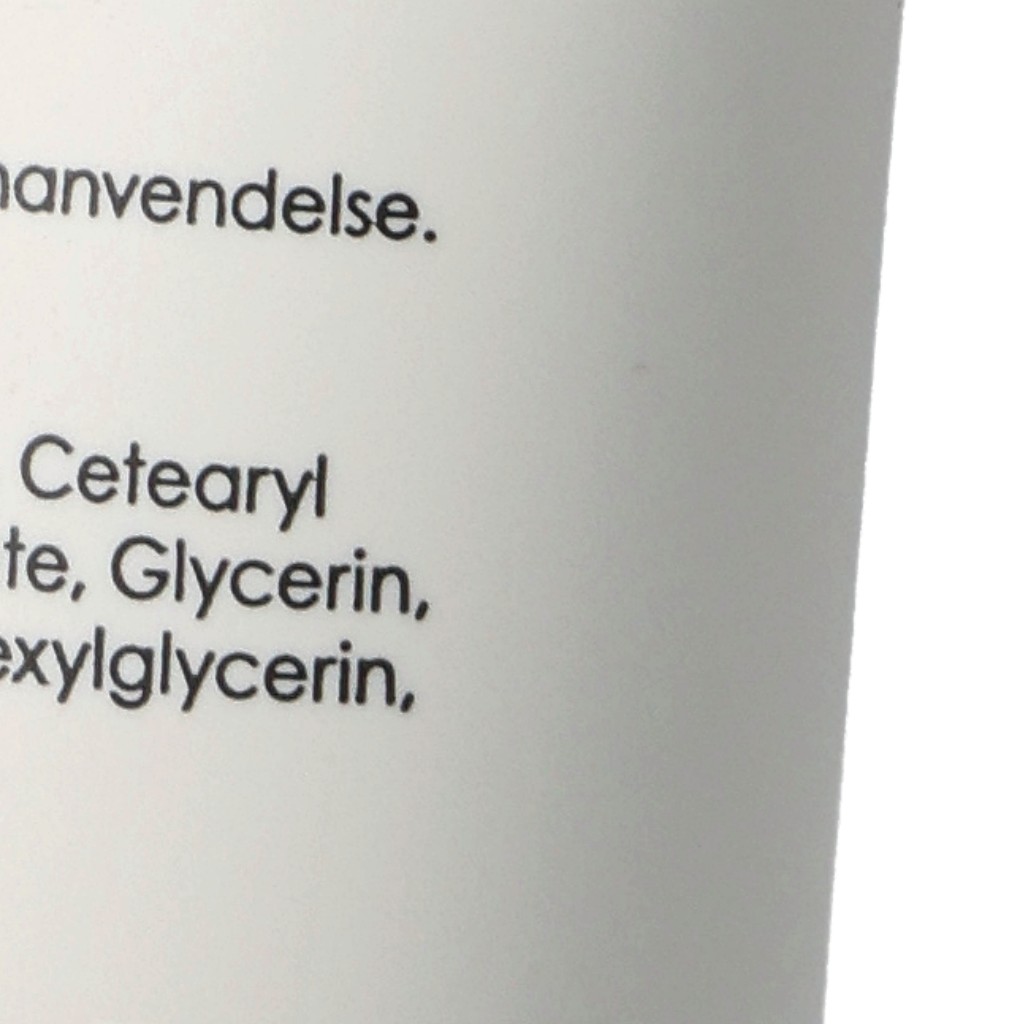 anvendelse.
Cetearyl
te, Glycerin,
exylglycerin,